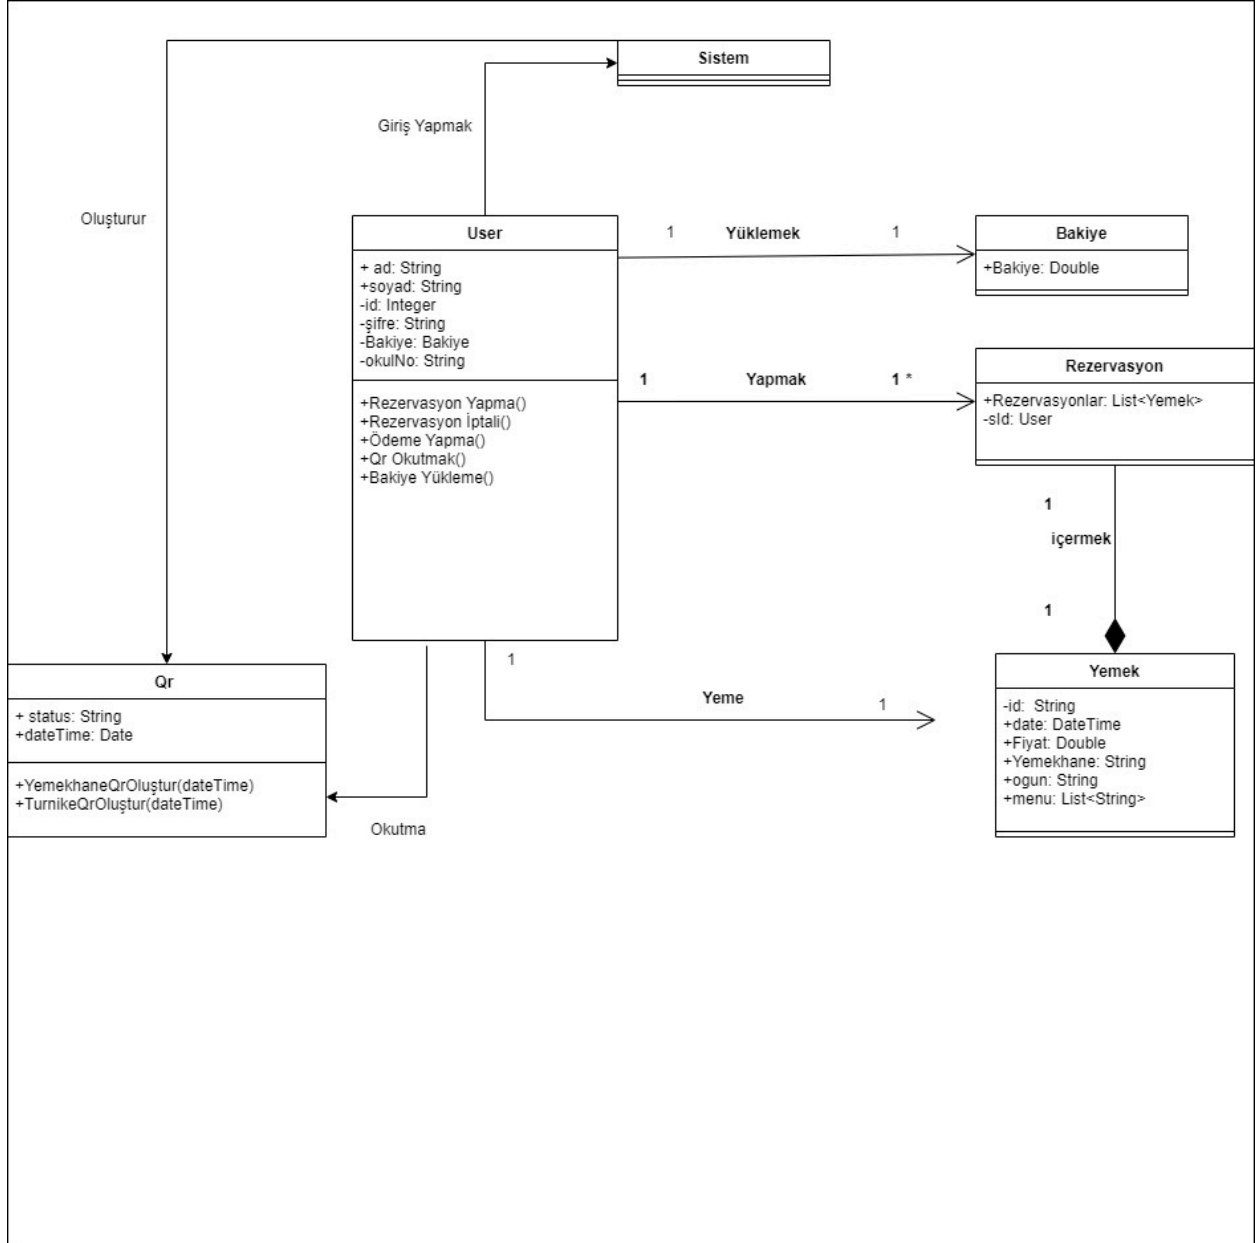 Sistem
Giriş Yapmak
Oluşturur
User
+ ad: String
+soyad: String
-id: Integer
-şifre: String
-Bakiye: Bakiye
-okulNo: String
+Rezervasyon Yapma()
+Rezervasyon İptali()
+Ödeme Yapma()
+Qr Okutmak()
+Bakiye Yükleme()
1 Yüklemek 1
Bakiye
+Bakiye: Double
1 Yapmak 1 *
Rezervasyon
+Rezervasyonlar: List<Yemek>
-sId: User
1
içermek
1
Qr
+ status: String
+dateTime: Date
+YemekhaneQrOluştur(dateTime)
+TurnikeQrOluştur(dateTime)
Okutma
1
Yeme 1
Yemek
-id:  String
+date: DateTime
+Fiyat: Double
+Yemekhane: String
+ogun: String
+menu: List<String>